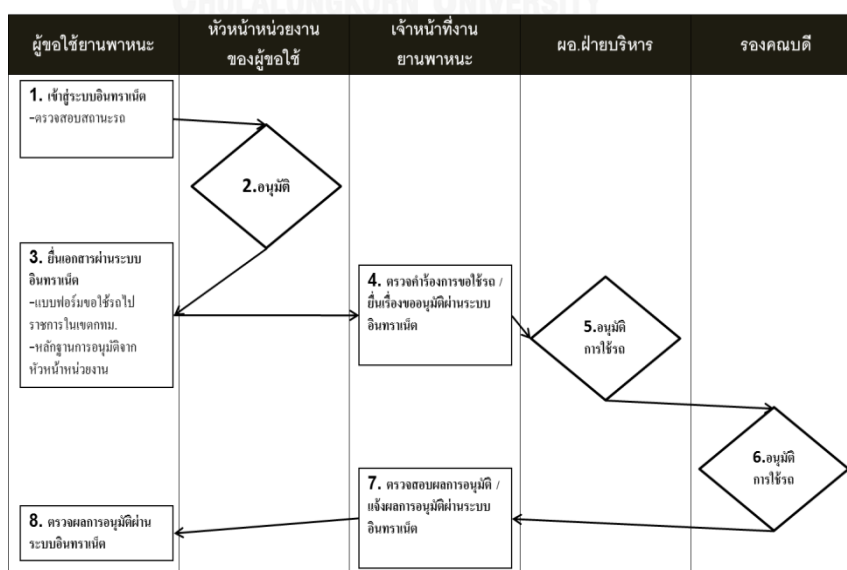 CHULALONGKORN UNIVERSITY
ผู้ขอใช้ยานพาหนะ
หัวหน้าหน่วยงาน
ของผู้ขอใช้
เจ้าหน้าที่งาน
ยานพาหนะ
ผอ.ฝ่ายบริหาร
รองคณบดี
1. เข้าสู่ระบบอินทราเน็ต
-ตรวจสอบสถานะรถ
2.อนุมัติ
3. ยื่นเอกสารผ่านระบบ
อินทราเน็ต
-แบบฟอร์มขอใช้รถไป
ราชการในเขตกทม.
-หลักฐานการอนุมัติจาก
หัวหน้าหน่วยงาน
4. ตรวจคำร้องการขอใช้รถ /
ยื่นเรื่องขออนุมัติผ่านระบบ
อินทราเน็ต
5.อนุมัติ
การใช้รถ
6.อนุมัติ
การใช้รถ
7. ตรวจสอบผลการอนุมัติ /
แจ้งผลการอนุมัติผ่านระบบ
อินทราเน็ต
8. ตรวจผลการอนุมัติผ่าน
ระบบอินทราเน็ต